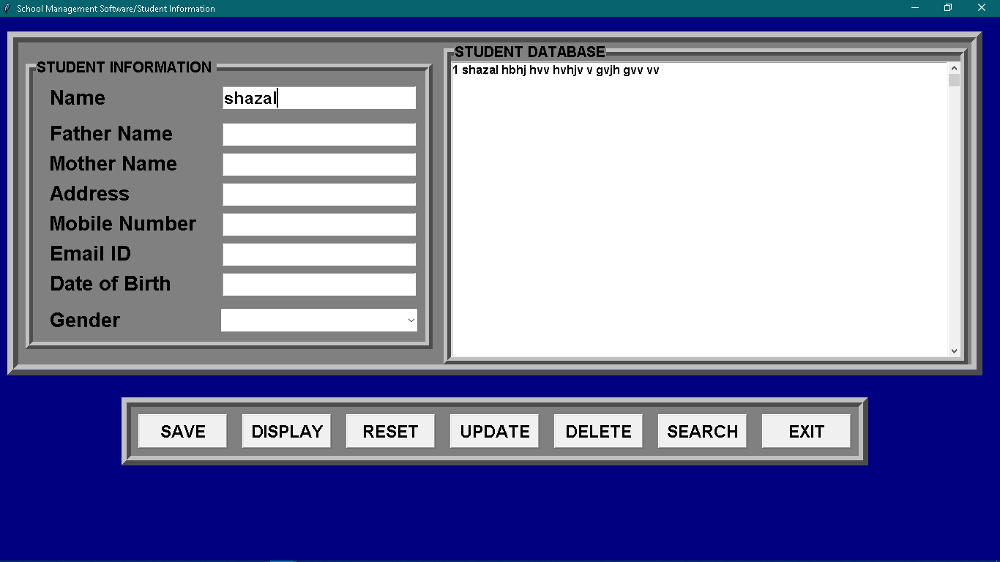 School Management Software/Student Information
STUDENT INFORMATION
Name
shazal
Father Name
Mother Name
Address
Mobile Number
Email ID
Date of Birth
Gender
STUDENT DATABASE
1 shazal hbhj hvv hvhjv v gvjh gvv vv
SAVE
DISPLAY
RESET
UPDATE
DELETE
SEARCH
EXIT